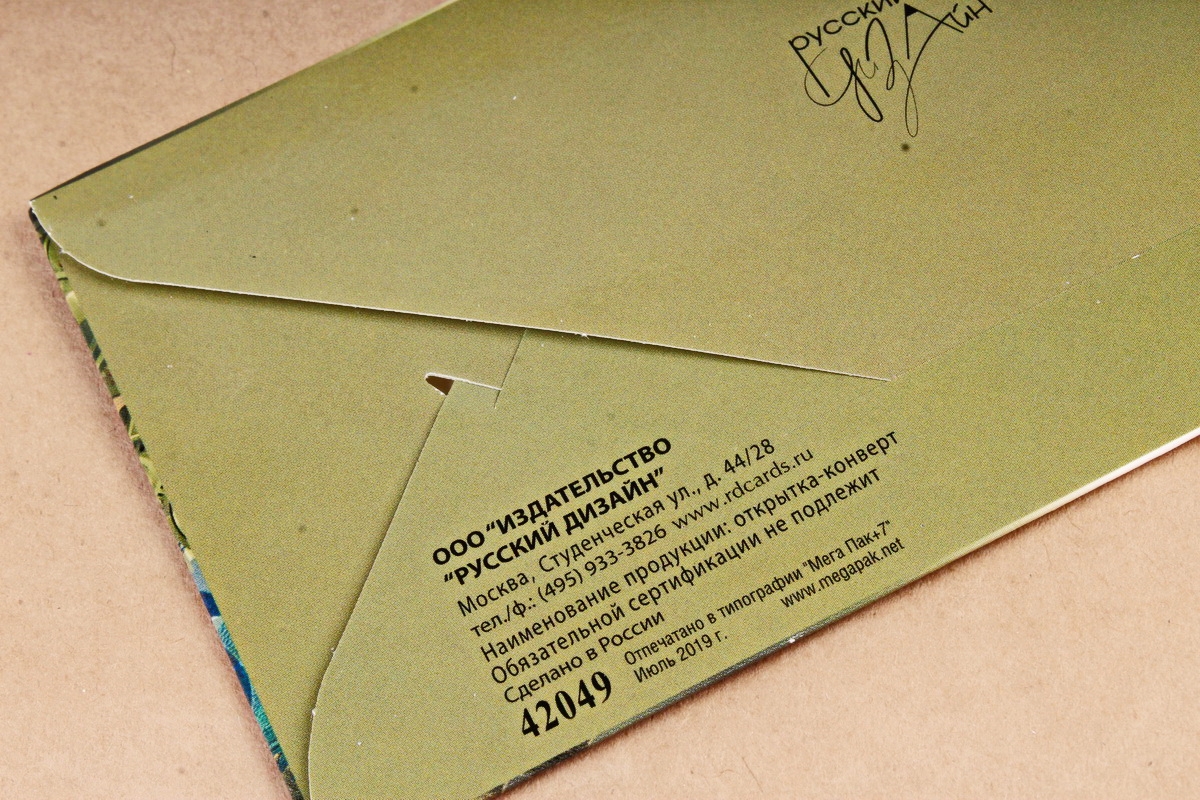 русский
дИЗАйн
ООО “ИЗДАТЕЛЬСТВО
“РУССКИЙ ДИЗАЙН”
Москва, Студенческая ул., д. 44/28
тел./ф.: (495) 933-3826 www.rdcards.ru
Наименование продукции: открытка-конверт
Обязательной сертификации не подлежит
Сделано в России
42049
Отпечатано в типографии "Мега Пак+7"
www.megapak.net
Июль 2019 г.